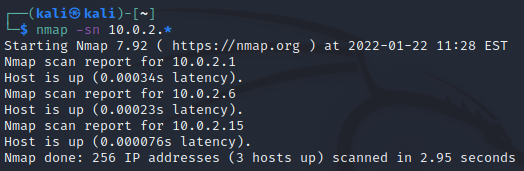 ┌──(kali㉿kali)-[~]
└─$ nmap -sn 10.0.2.*
Starting Nmap 7.92 ( https://nmap.org ) at 2022-01-22 11:28 EST
Nmap scan report for 10.0.2.1
Host is up (0.00034s latency).
Nmap scan report for 10.0.2.6
Host is up (0.00023s latency).
Nmap scan report for 10.0.2.15
Host is up (0.000076s latency).
Nmap done: 256 IP addresses (3 hosts up) scanned in 2.95 seconds